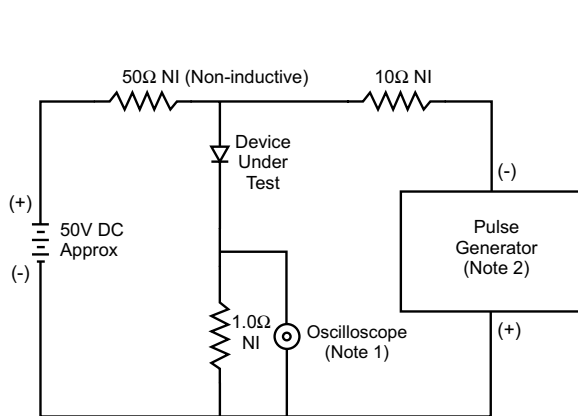 50Ω NI (Non-inductive)
10Ω NI
Device
Under
Test
(-)
(+)
50V DC
Approx
(-)
Pulse
Generator
(Note 2)
1.0Ω
NI
Oscilloscope
(Note 1)
(+)